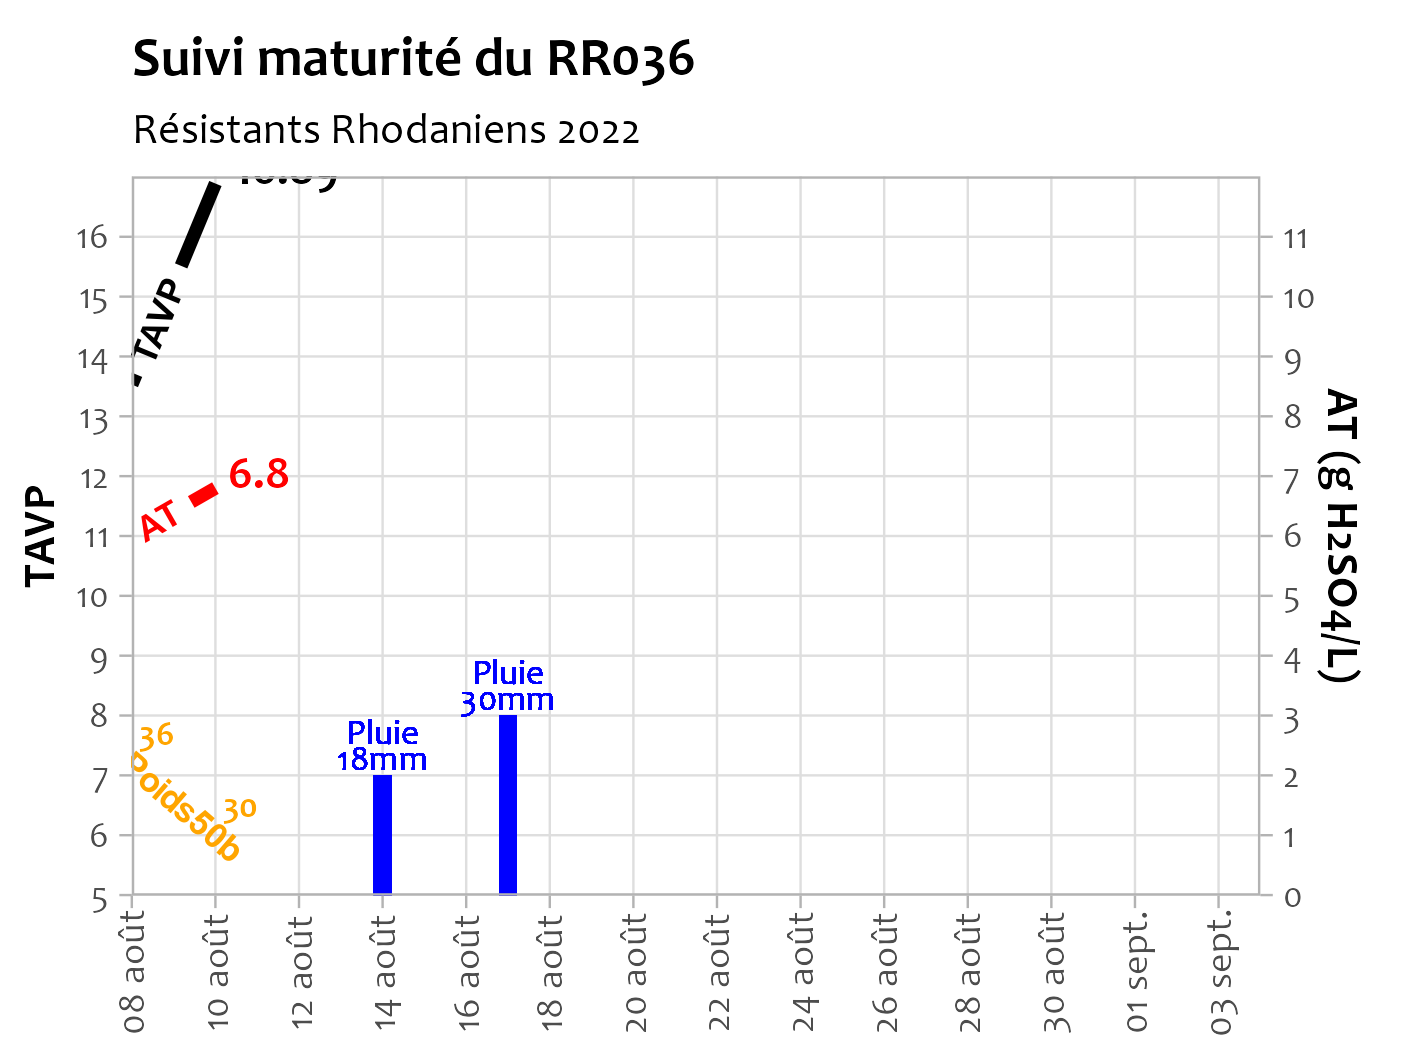 Suivi maturité du RR036
Résistants Rhodaniens 2022
TAVP
16
15
14
13
12
11
10
9
8
7
6
5
TAVP
AT
6.8
36
Poids50b
30
Pluie
18mm
Pluie
30mm
11
10
9
8
7
6
5
4
3
2
1
0
AT (g H2SO4/L)
08 août
10 août
12 août
14 août
16 août
18 août
20 août
22 août
24 août
26 août
28 août
30 août
01 sept.
03 sept.